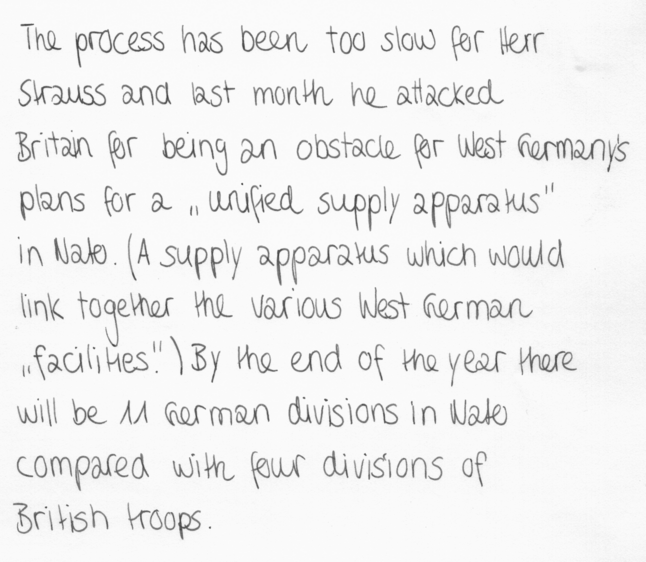 The process has been too slow for Herr
Strauss and last month he attacked
Britain for being an obstacle for West Germany's
plans for a „unified supply apparatus"
in Nato. (A supply apparatus which would
link together the various West German
„facilities".) By the end of the year there
will be 11 German divisions in Nato
compared with four divisions of
British troops.